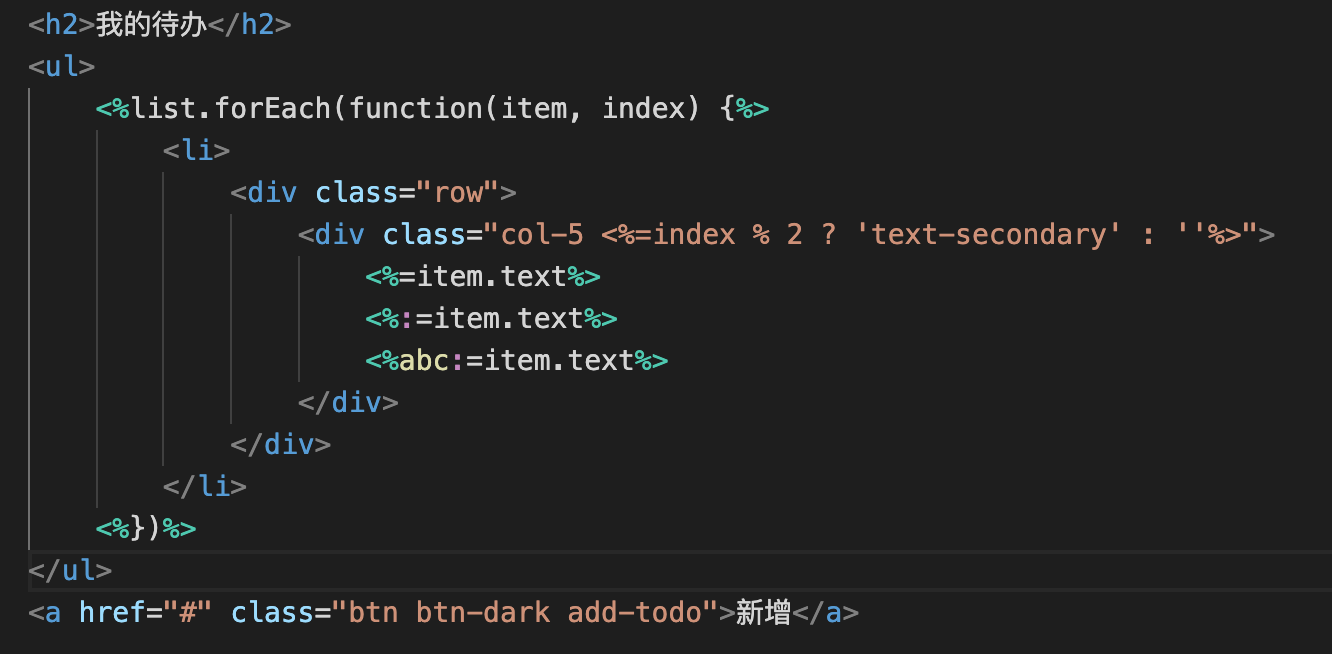 <h2>我的待办</h2>
<ul>
    <%list.forEach(function(item, index) {%>
        <li>
            <div class="row">
                <div class="col-5 <%=index % 2 ? 'text-secondary' : ''%>">
                    <%=item.text%>
                    <%:=item.text%>
                    <%abc:=item.text%>
                </div>
            </div>
        </li>
    <%})%>
</ul>
<a href="#" class="btn btn-dark add-todo">新增</a>